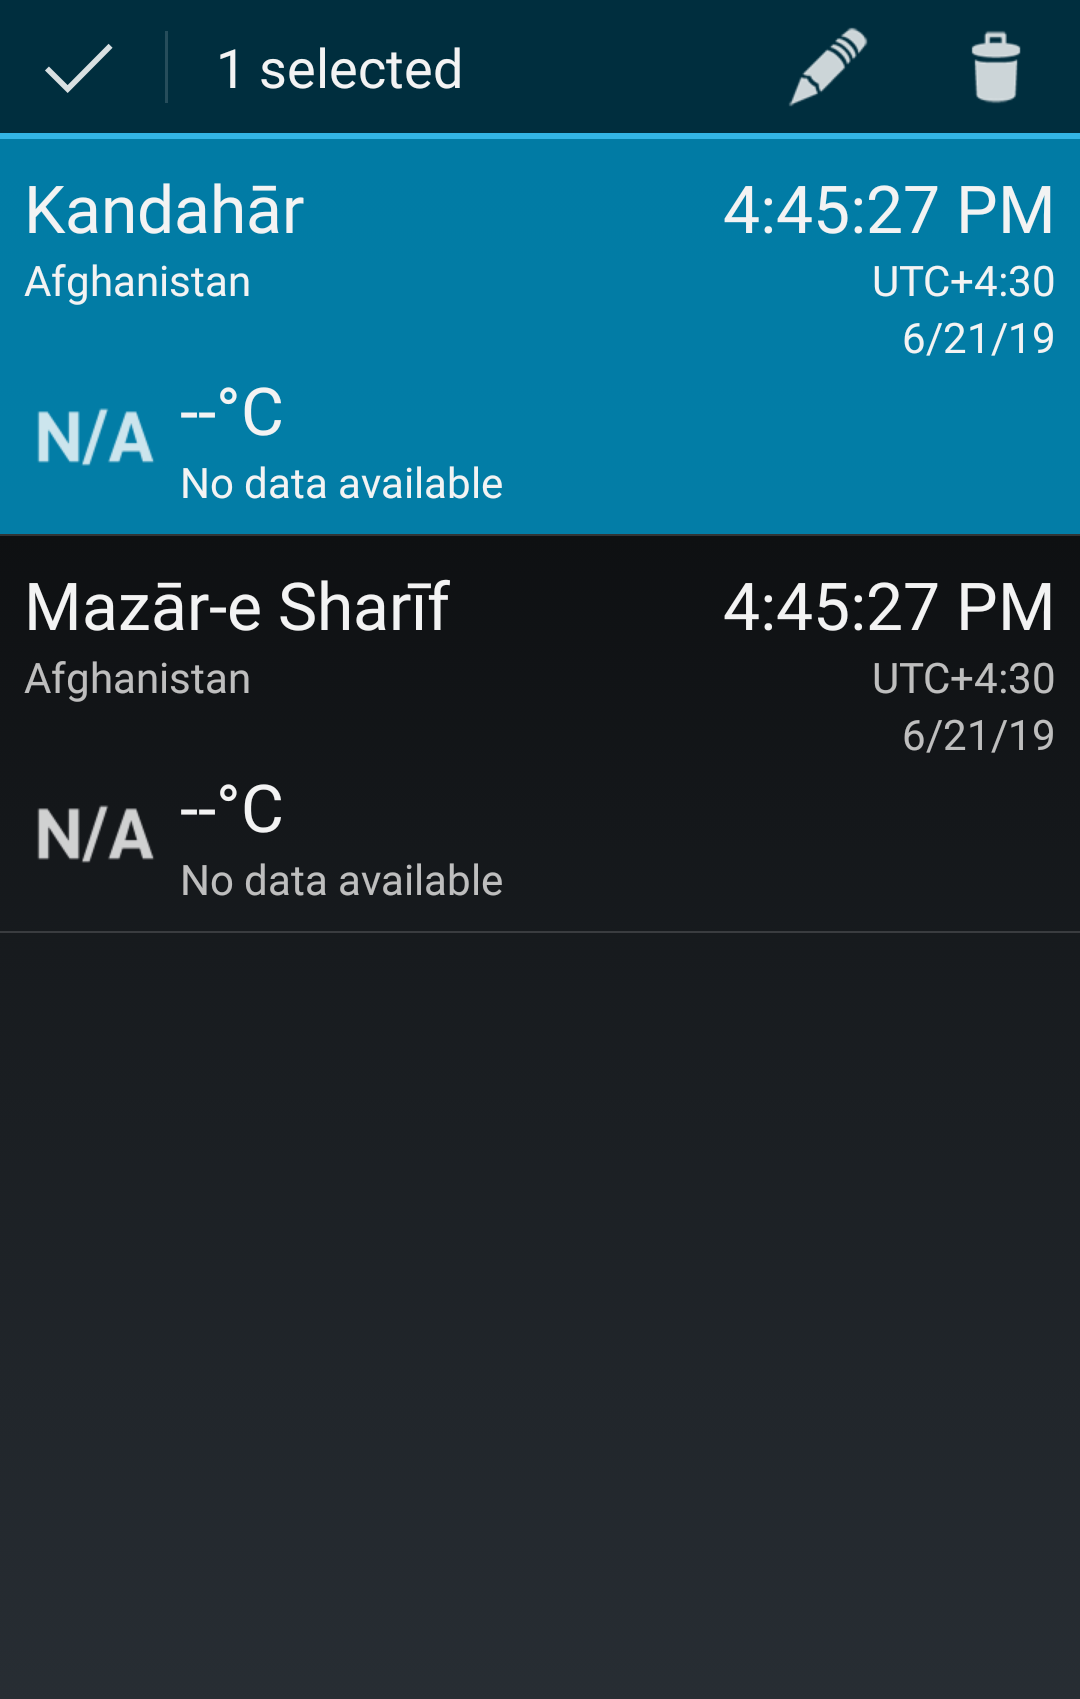 1 selected
Kandahār
4:45:27 PM
Afghanistan
UTC+4:30
6/21/19
N/A
--°C
No data available
Mazār-e Sharīf
4:45:27 PM
Afghanistan
UTC+4:30
6/21/19
N/A
--°C
No data available